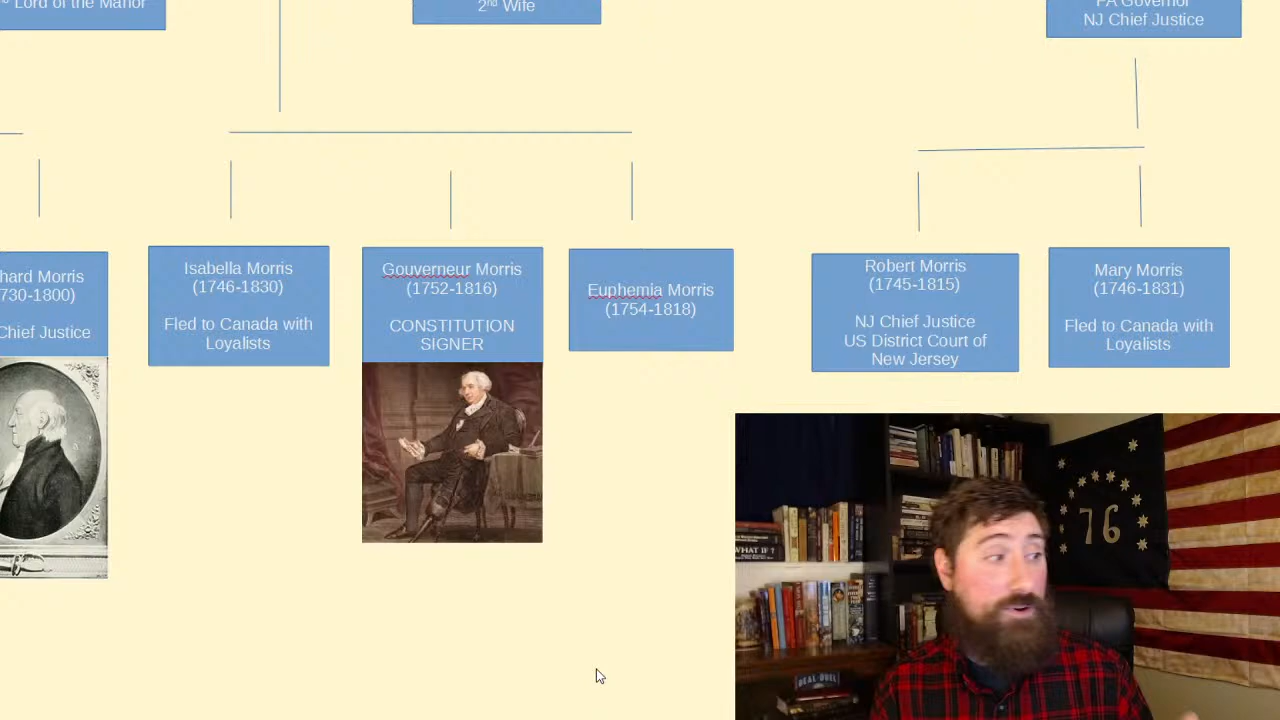 nd Lord of the Manor
2nd Wife
PA Governor
NJ Chief Justice
hard Morris
730-1800)
Chief Justice
Isabella Morris
(1746-1830)
Fled to Canada with
Loyalists
Gouverneur Morris
(1752-1816)
CONSTITUTION
SIGNER
Euphemia Morris
(1754-1818)
Robert Morris
(1745-1815)
NJ Chief Justice
US District Court of
New Jersey
Mary Morris
(1746-1831)
Fled to Canada with
Loyalists
WHAT IF?
76